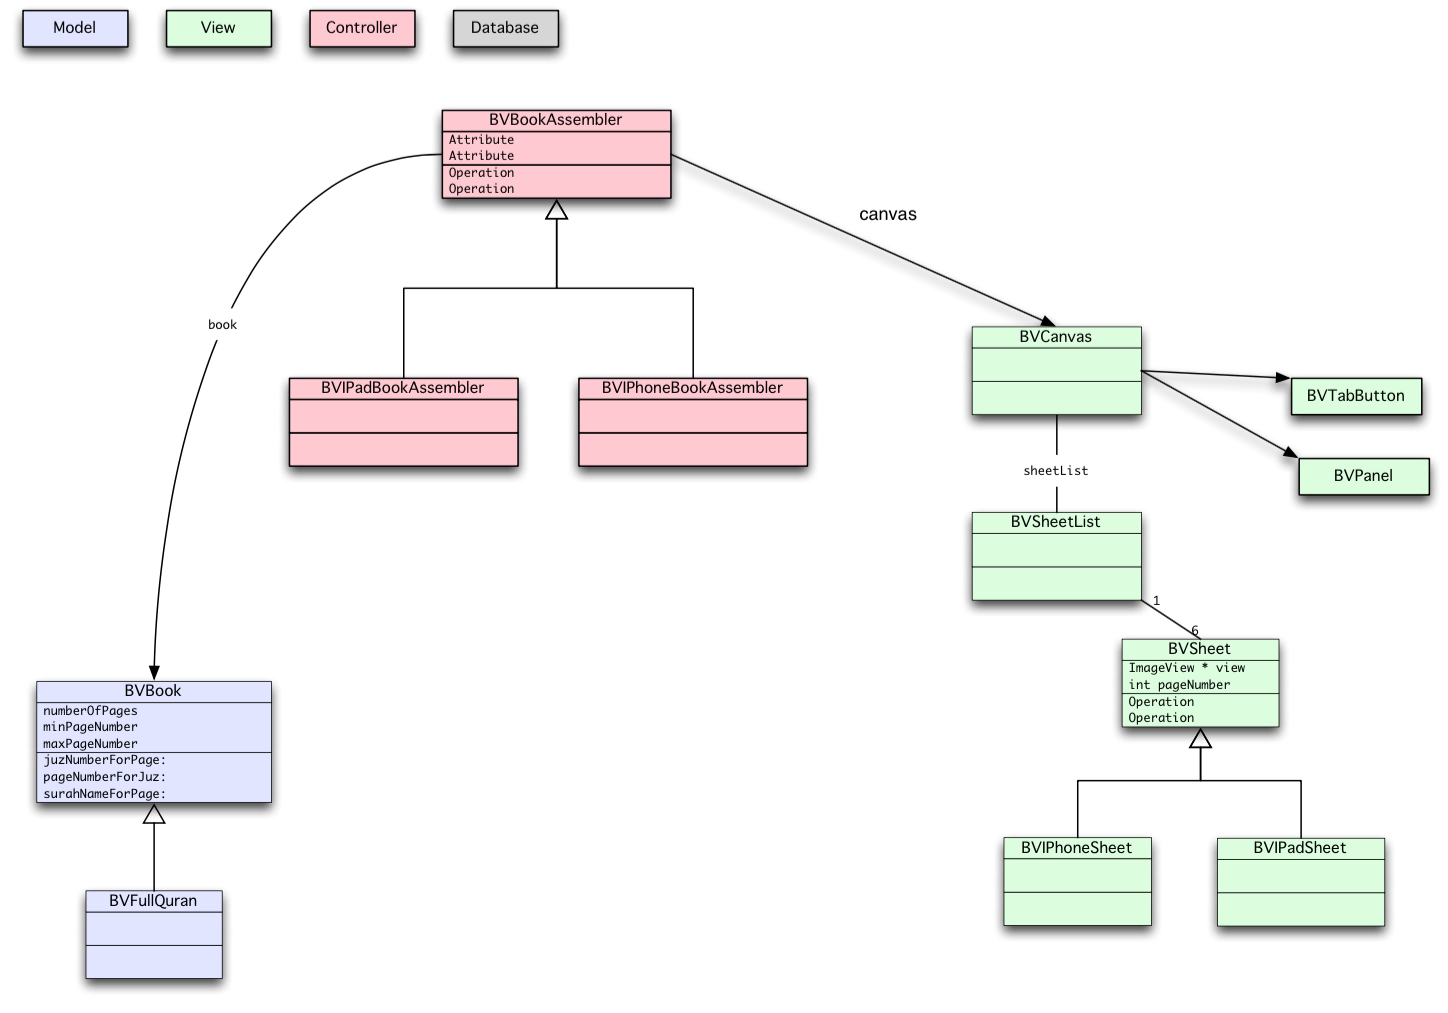 Model
View
Controller
Database
BVBookAssembler
Attribute
Attribute
Operation
Operation
canvas
book
BVCanvas
BVIPadBookAssembler
BVIPhoneBookAssembler
BVTabButton
sheetList
BVPanel
BVSheetList
1
6
BVSheet
ImageView * view
int pageNumber
Operation
Operation
BVBook
numberOfPages
minPageNumber
maxPageNumber
juzNumberForPage:
pageNumberForJuz:
surahNameForPage:
BVIPhoneSheet
BVIPadSheet
BVFullQuran